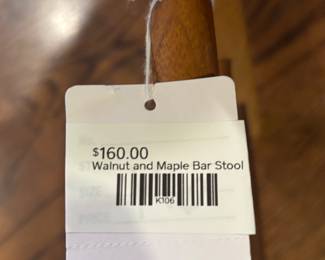 $160.00
Walnut and Maple Bar Stool
K106